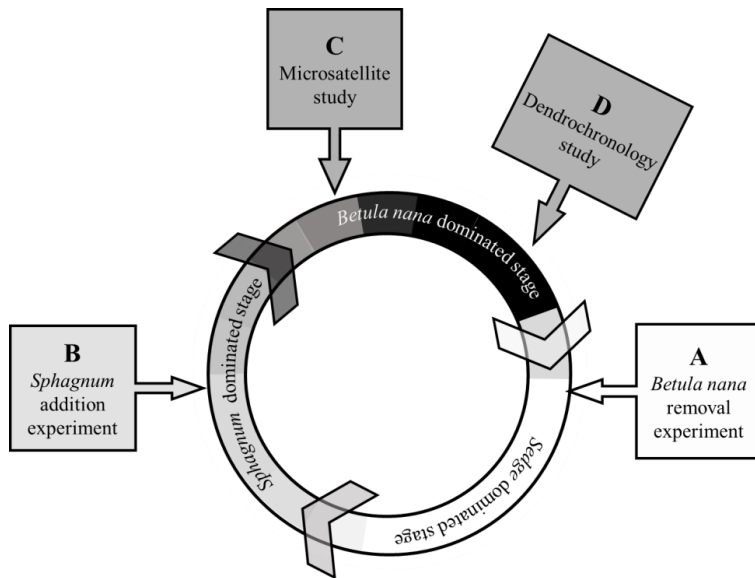 C
Microsatellite
study
D
Dendrochronology
study
Betula nana dominated stage
B
Sphagnum
addition
experiment
Sphagnum dominated stage
A
Betula nana
removal
experiment
Sedge dominated stage